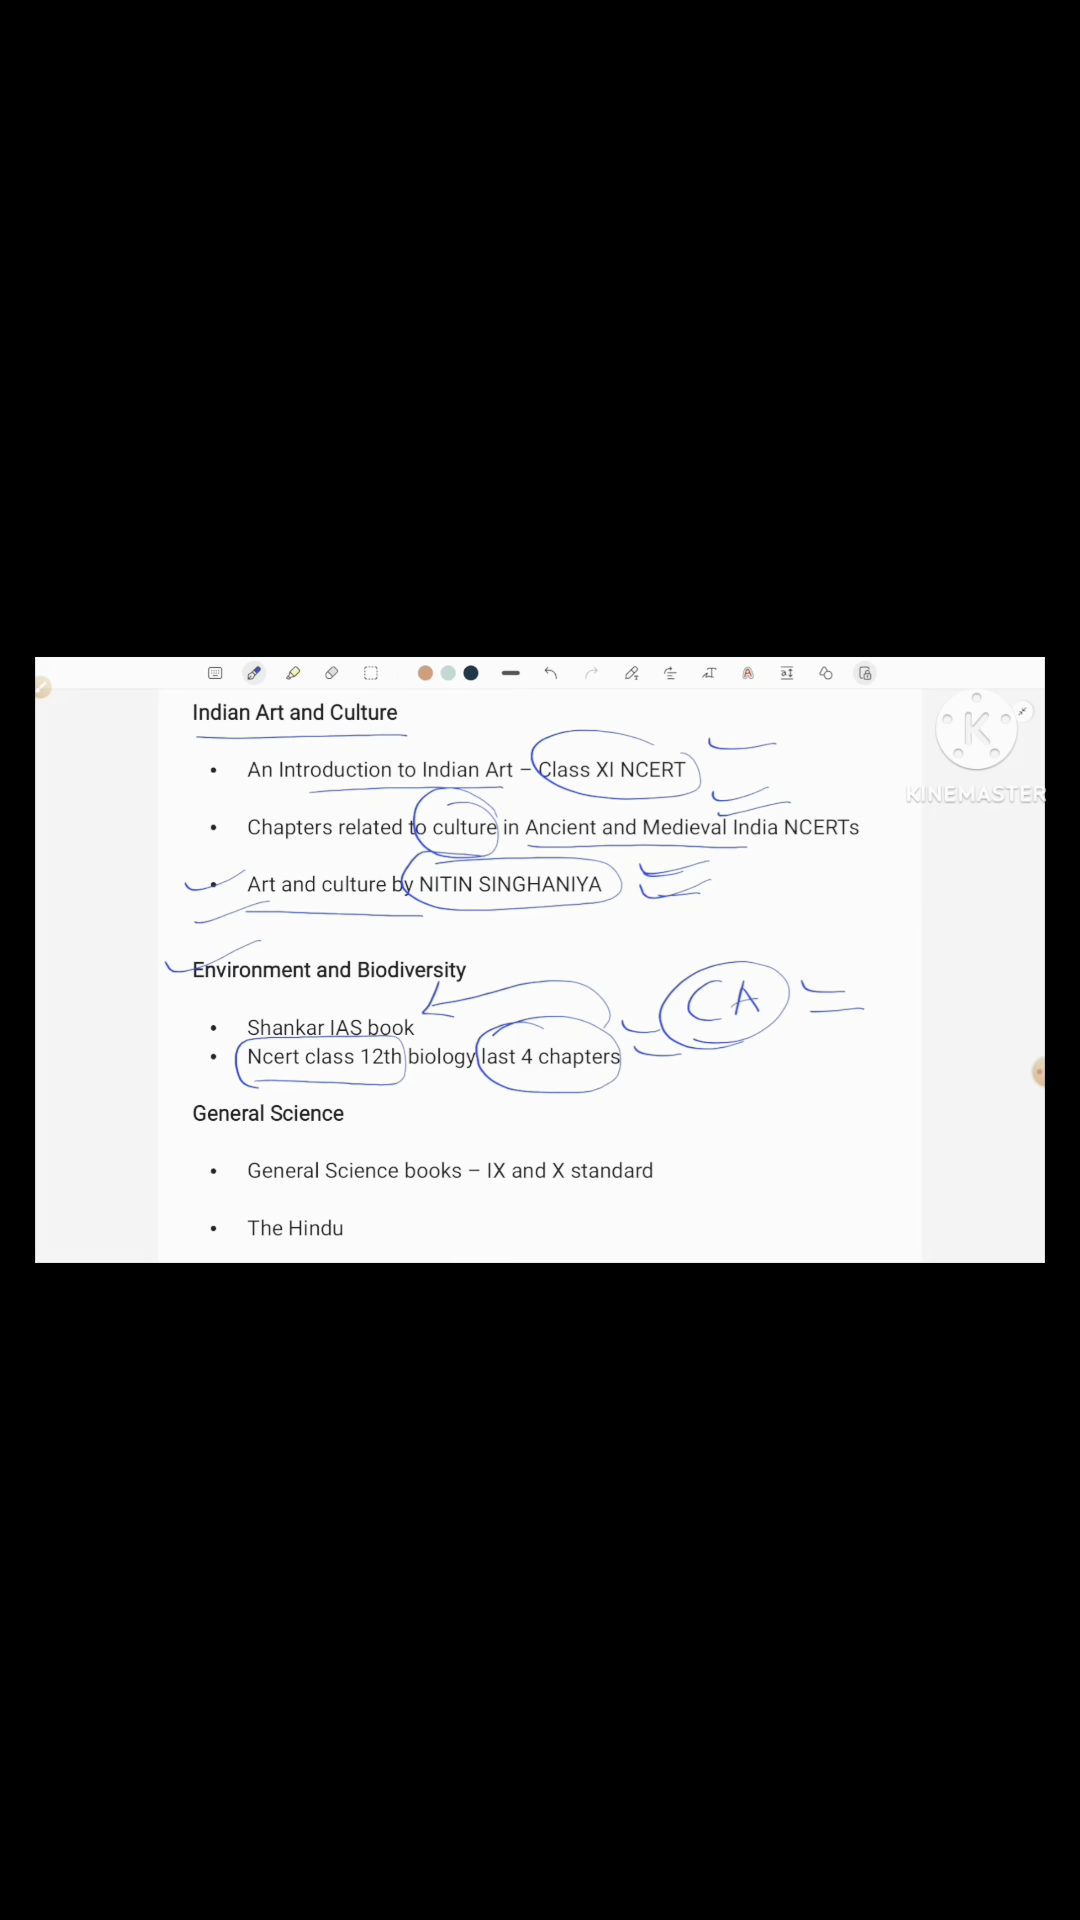 Indian Art and Culture
KINEMASTER
• An Introduction to Indian Art – Class XI NCERT
• Chapters related to culture in Ancient and Medieval India NCERTs
• Art and culture by NITIN SINGHANIYA
Environment and Biodiversity
CA
• Shankar IAS book
• Ncert class 12th biology last 4 chapters
General Science
• General Science books – IX and X standard
• The Hindu